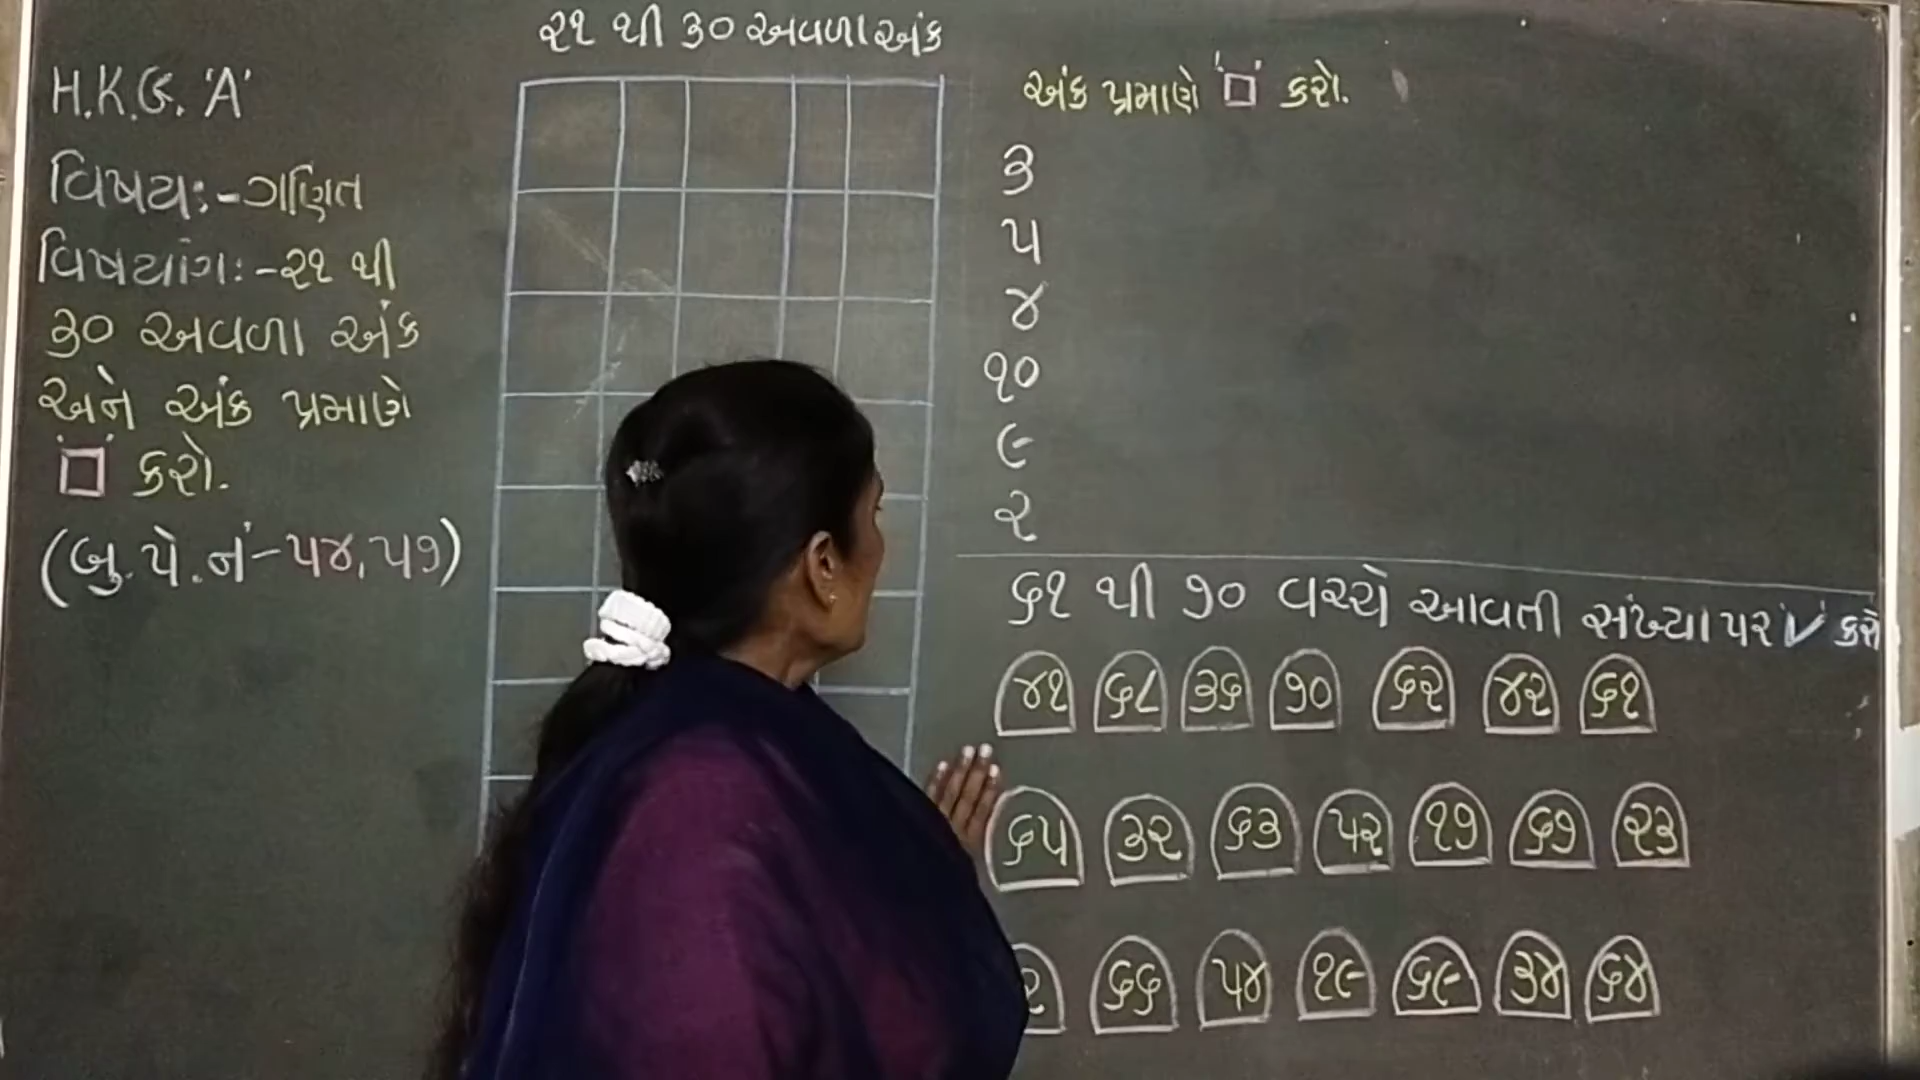 H.K.G. 'A'
વિષય:-ગણિત
વિષયાંગ:-૨૧ થી
૩૦ અવળા અંક
અને અંક પ્રમાણે
'□' કરો.
(બુ.પે.નં-૫૪,૫૭)
૨૧ થી ૩૦ અવળા અંક
અંક પ્રમાણે '□' કરો.
૩
૫
૪
૧૦
૯
૨
૬૧ થી ૭૦ વચ્ચે આવતી સંખ્યા પર '✓' કરો
૪૧ ૬૮ ૩૬ ૭૦ ૬૨ ૪૨ ૬૧
૬૫ ૩૨ ૬૩ ૫૨ ૧૭ ૬૭ ૨૩
૬૬ ૫૪ ૧૯ ૬૯ ૩૪ ૬૪